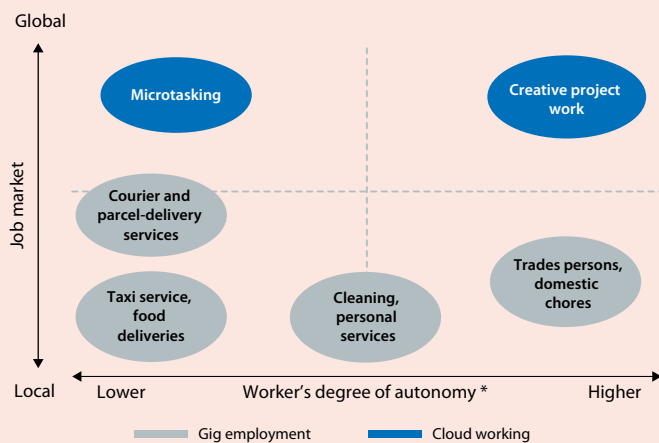 Global
Microtasking
Creative project
work
Job market
Courier and
parcel-delivery
services
Taxi service,
food
deliveries
Cleaning,
personal
services
Trades persons,
domestic
chores
Local
Lower
Worker's degree of autonomy *
Higher
Gig employment
Cloud working